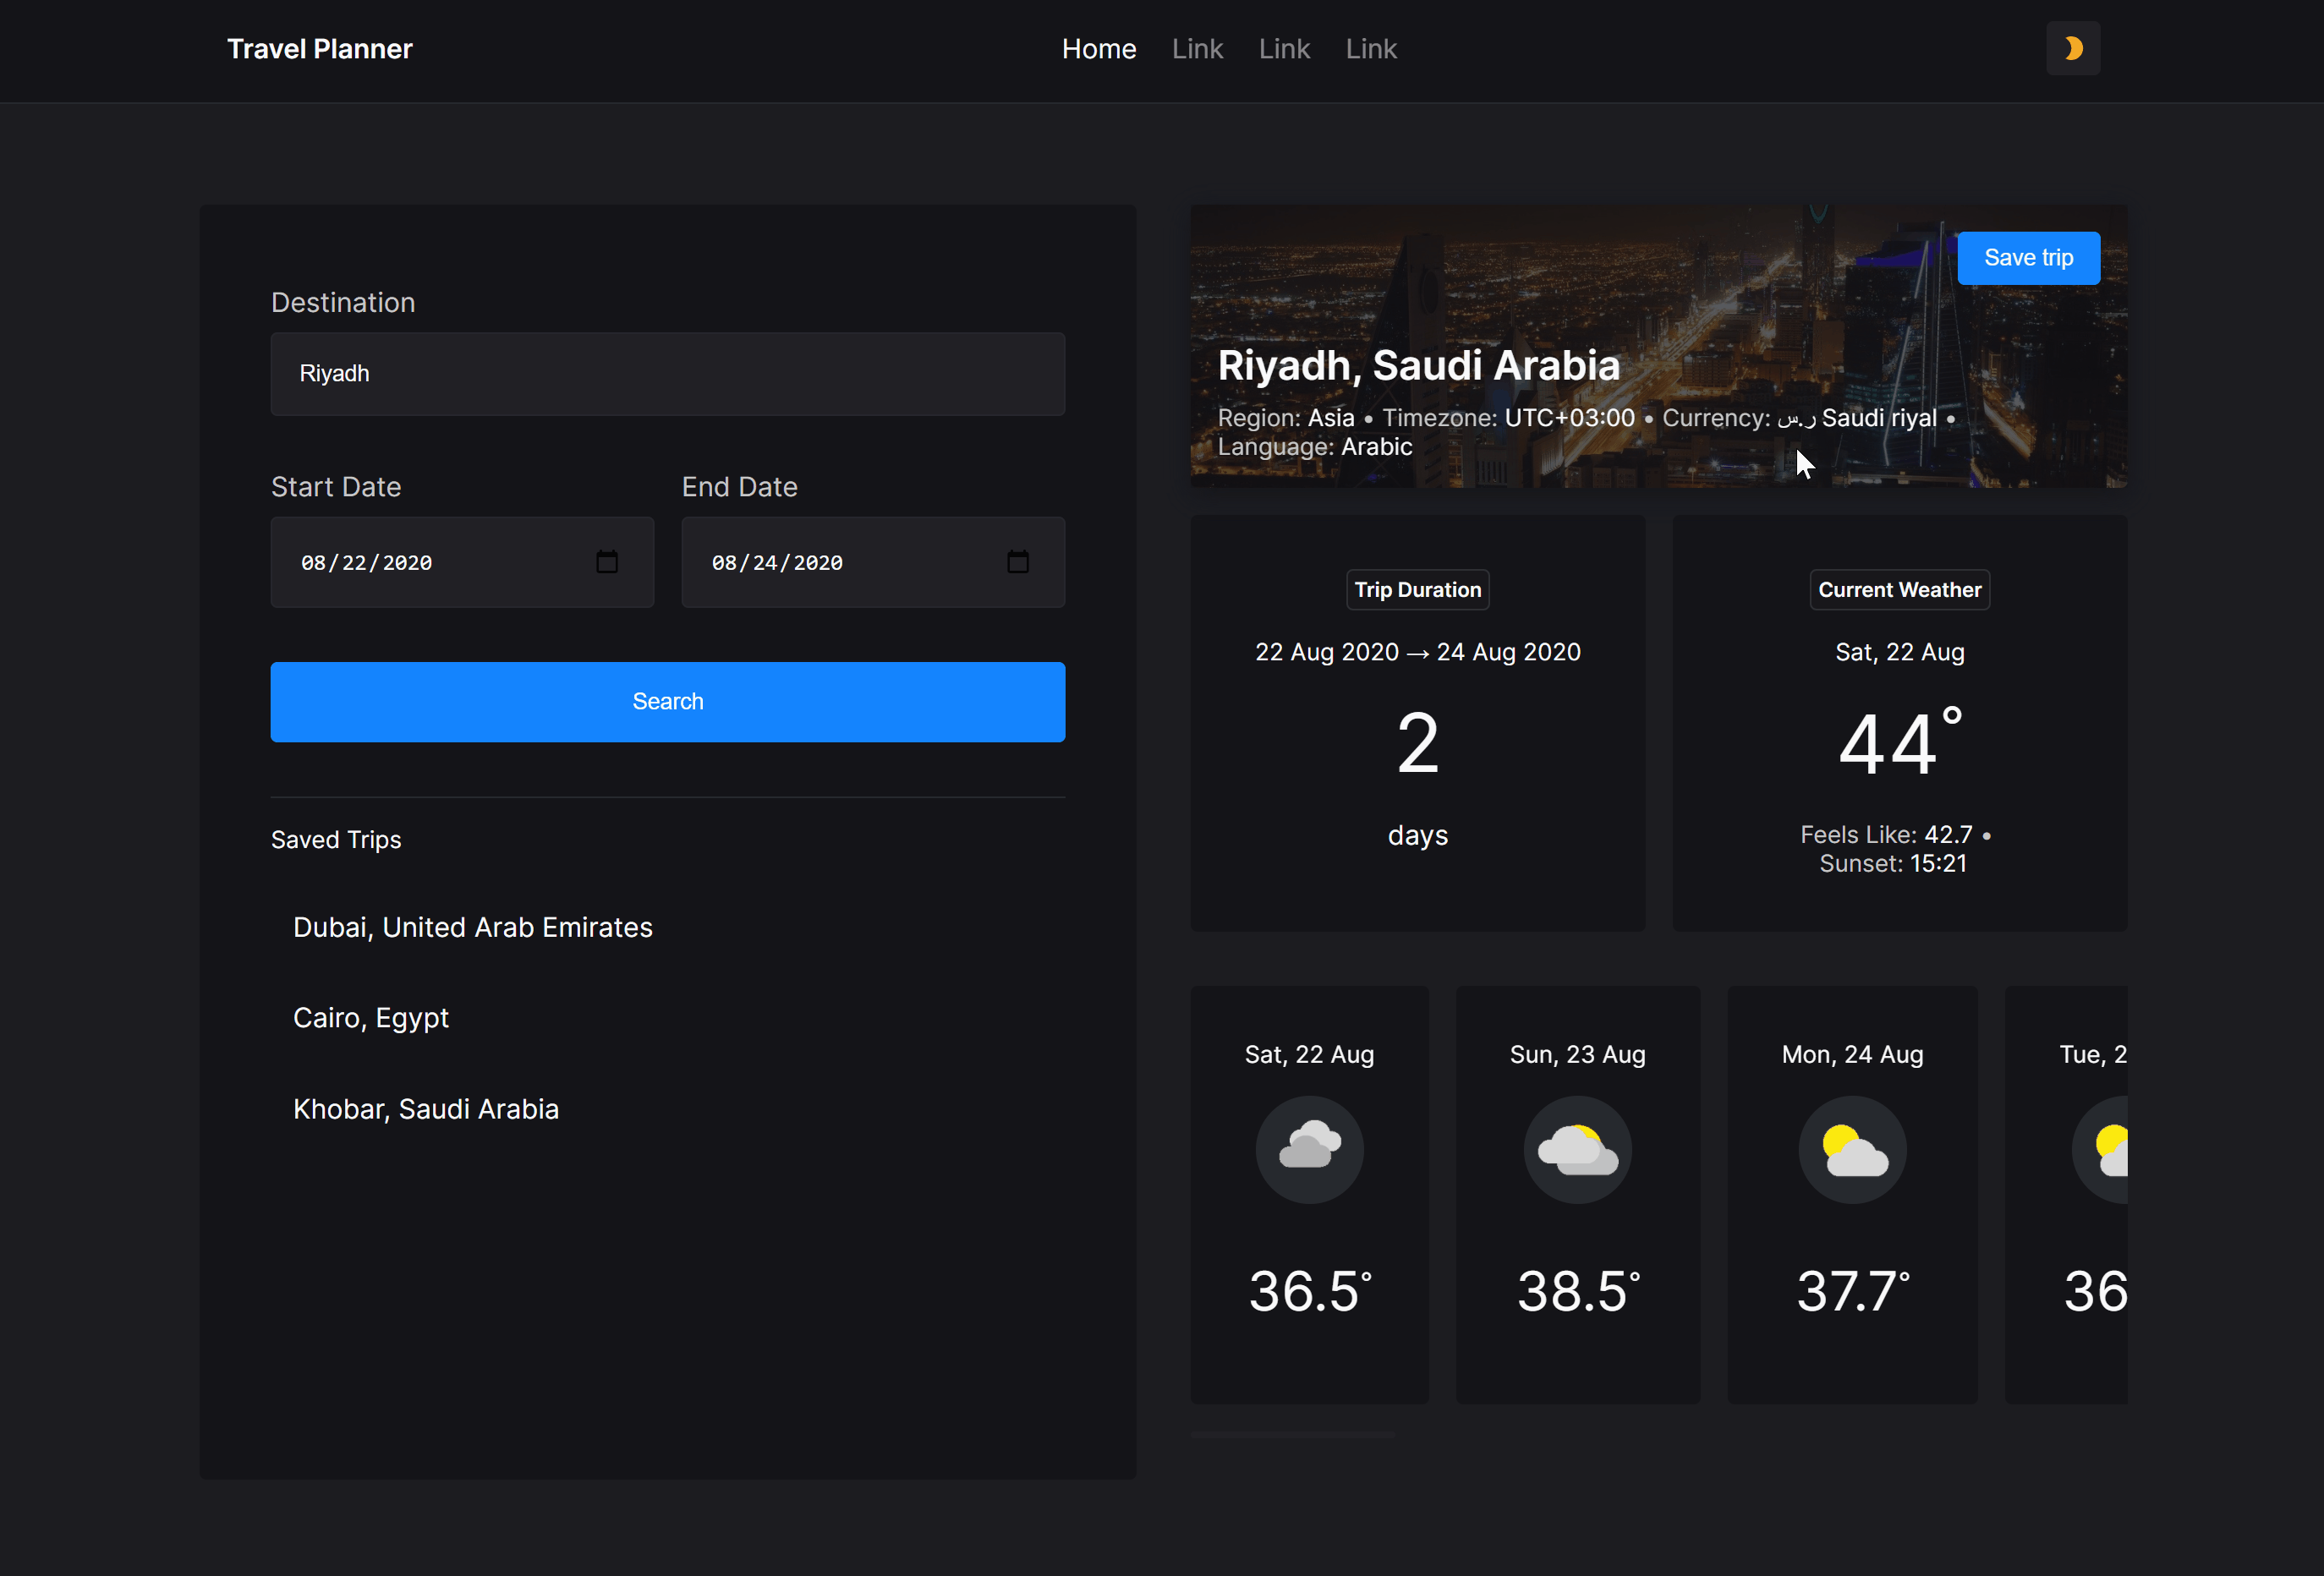 Travel Planner
Home Link Link Link
Destination
Riyadh
Start Date End Date
08/22/2020 08/24/2020
Search
Saved Trips
Dubai, United Arab Emirates
Cairo, Egypt
Khobar, Saudi Arabia
Save trip
Riyadh, Saudi Arabia
Region: Asia • Timezone: UTC+03:00 • Currency: ر.س Saudi riyal •
Language: Arabic
Trip Duration
22 Aug 2020 → 24 Aug 2020
2
days
Current Weather
Sat, 22 Aug
44°
Feels Like: 42.7 •
Sunset: 15:21
Sat, 22 Aug
36.5°
Sun, 23 Aug
38.5°
Mon, 24 Aug
37.7°
Tue, 2
36